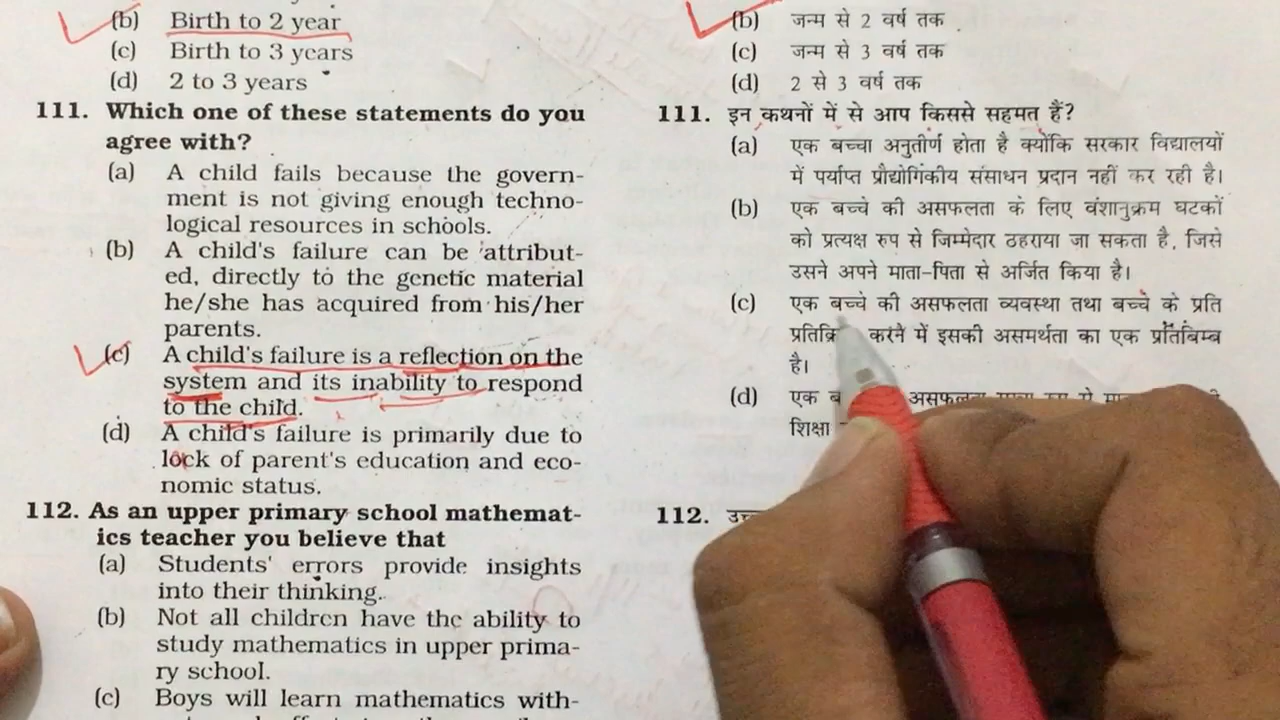 (b) Birth to 2 year
(c) Birth to 3 years
(d) 2 to 3 years
111. Which one of these statements do you
agree with?
(a) A child fails because the govern-
ment is not giving enough techno-
logical resources in schools.
(b) A child's failure can be attribut-
ed, directly to the genetic material
he/she has acquired from his/her
parents.
(c) A child's failure is a reflection on the
system and its inability to respond
to the child.
(d) A child's failure is primarily due to
lock of parent's education and eco-
nomic status.
112. As an upper primary school mathemat-
ics teacher you believe that
(a) Students' errors provide insights
into their thinking.
(b) Not all children have the ability to
study mathematics in upper prima-
ry school.
(c) Boys will learn mathematics with-
(b) जन्म से 2 वर्ष तक
(c) जन्म से 3 वर्ष तक
(d) 2 से 3 वर्ष तक
111. इन कथनों में से आप किससे सहमत हैं?
(a) एक बच्चा अनुतीर्ण होता है क्योंकि सरकार विद्यालयों
में पर्याप्त प्रौद्योगिकीय संसाधन प्रदान नहीं कर रही है।
(b) एक बच्चे की असफलता के लिए वंशानुक्रम घटकों
को प्रत्यक्ष रुप से जिम्मेदार ठहराया जा सकता है, जिसे
उसने अपने माता-पिता से अर्जित किया है।
(c) एक बच्चे की असफलता व्यवस्था तथा बच्चे के प्रति
करने में इसकी असमर्थता का एक प्रतिबिम्ब
है।
(d) एक असफलता
शिक्षा
112.